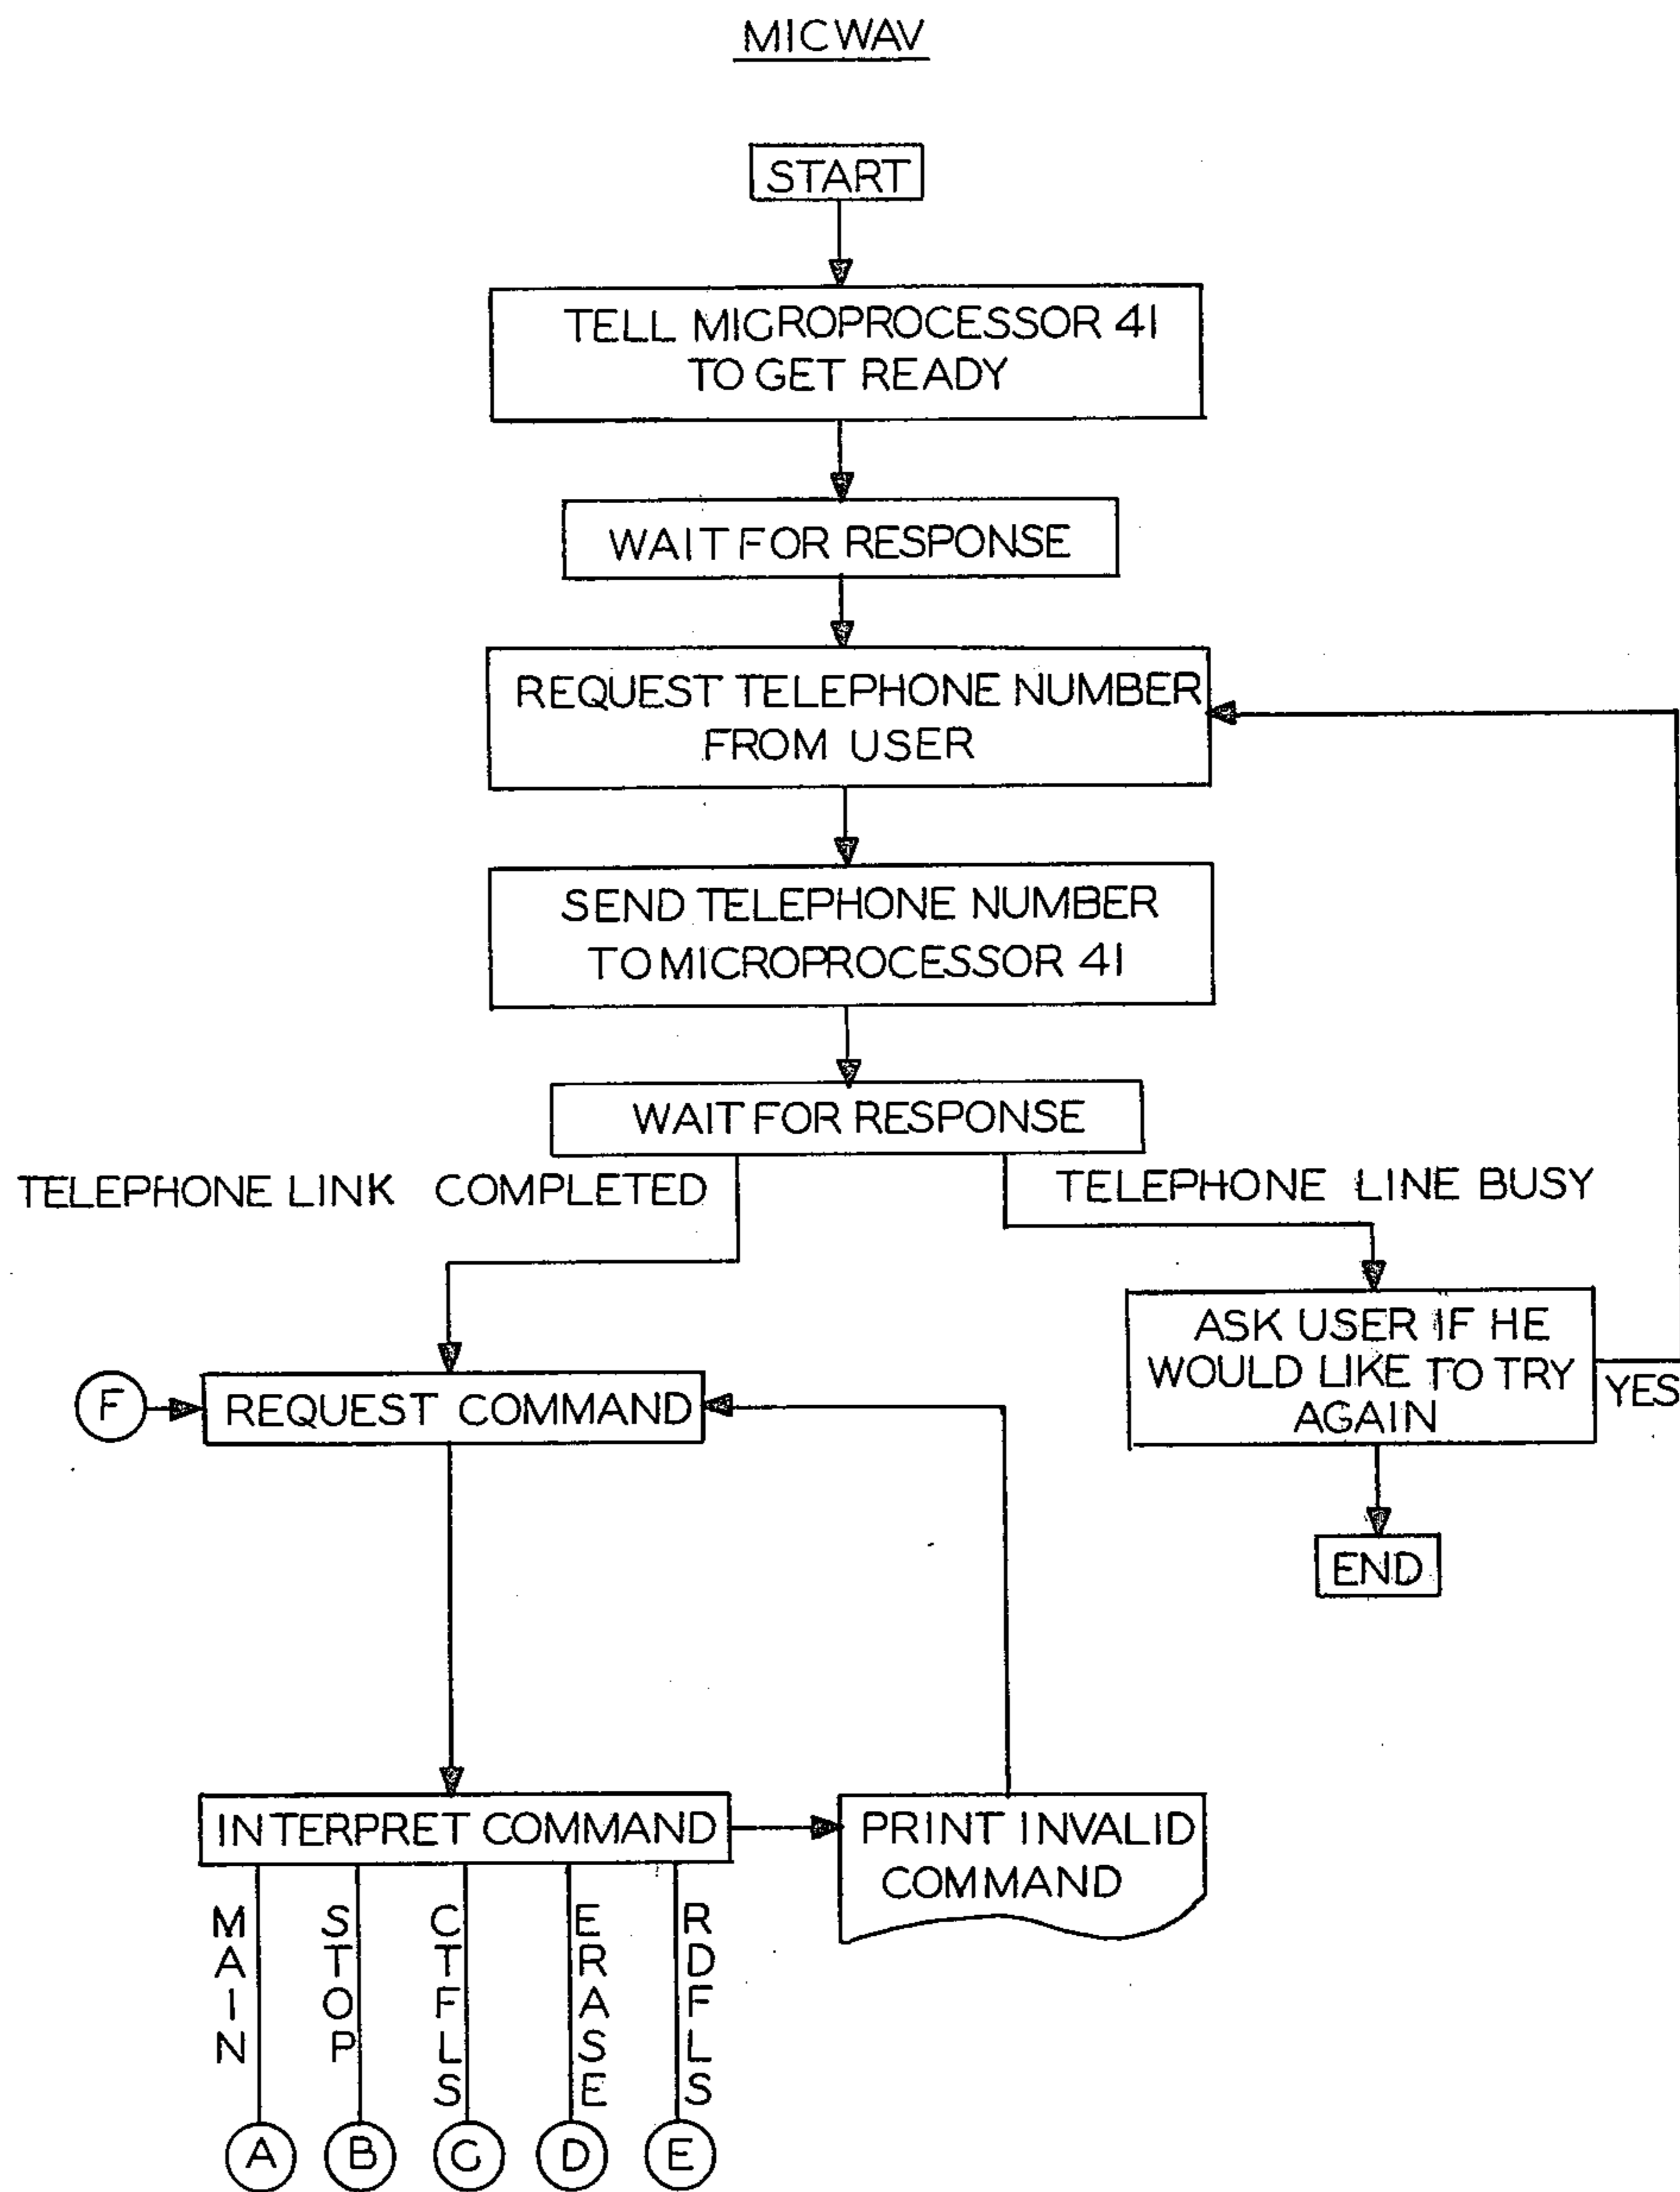 MICWAV
START
TELL MICROPROCESSOR 41
TO GET READY
WAIT FOR RESPONSE
REQUEST TELEPHONE NUMBER
FROM USER
SEND TELEPHONE NUMBER
TO MICROPROCESSOR 41
WAIT FOR RESPONSE
TELEPHONE LINK COMPLETED
TELEPHONE LINE BUSY
ASK USER IF HE
WOULD LIKE TO TRY
AGAIN
YES
F
REQUEST COMMAND
END
INTERPRET COMMAND
PRINT INVALID
COMMAND
MAIN
STOP
CTFLS
ERASE
RDFLS
A
B
C
D
E